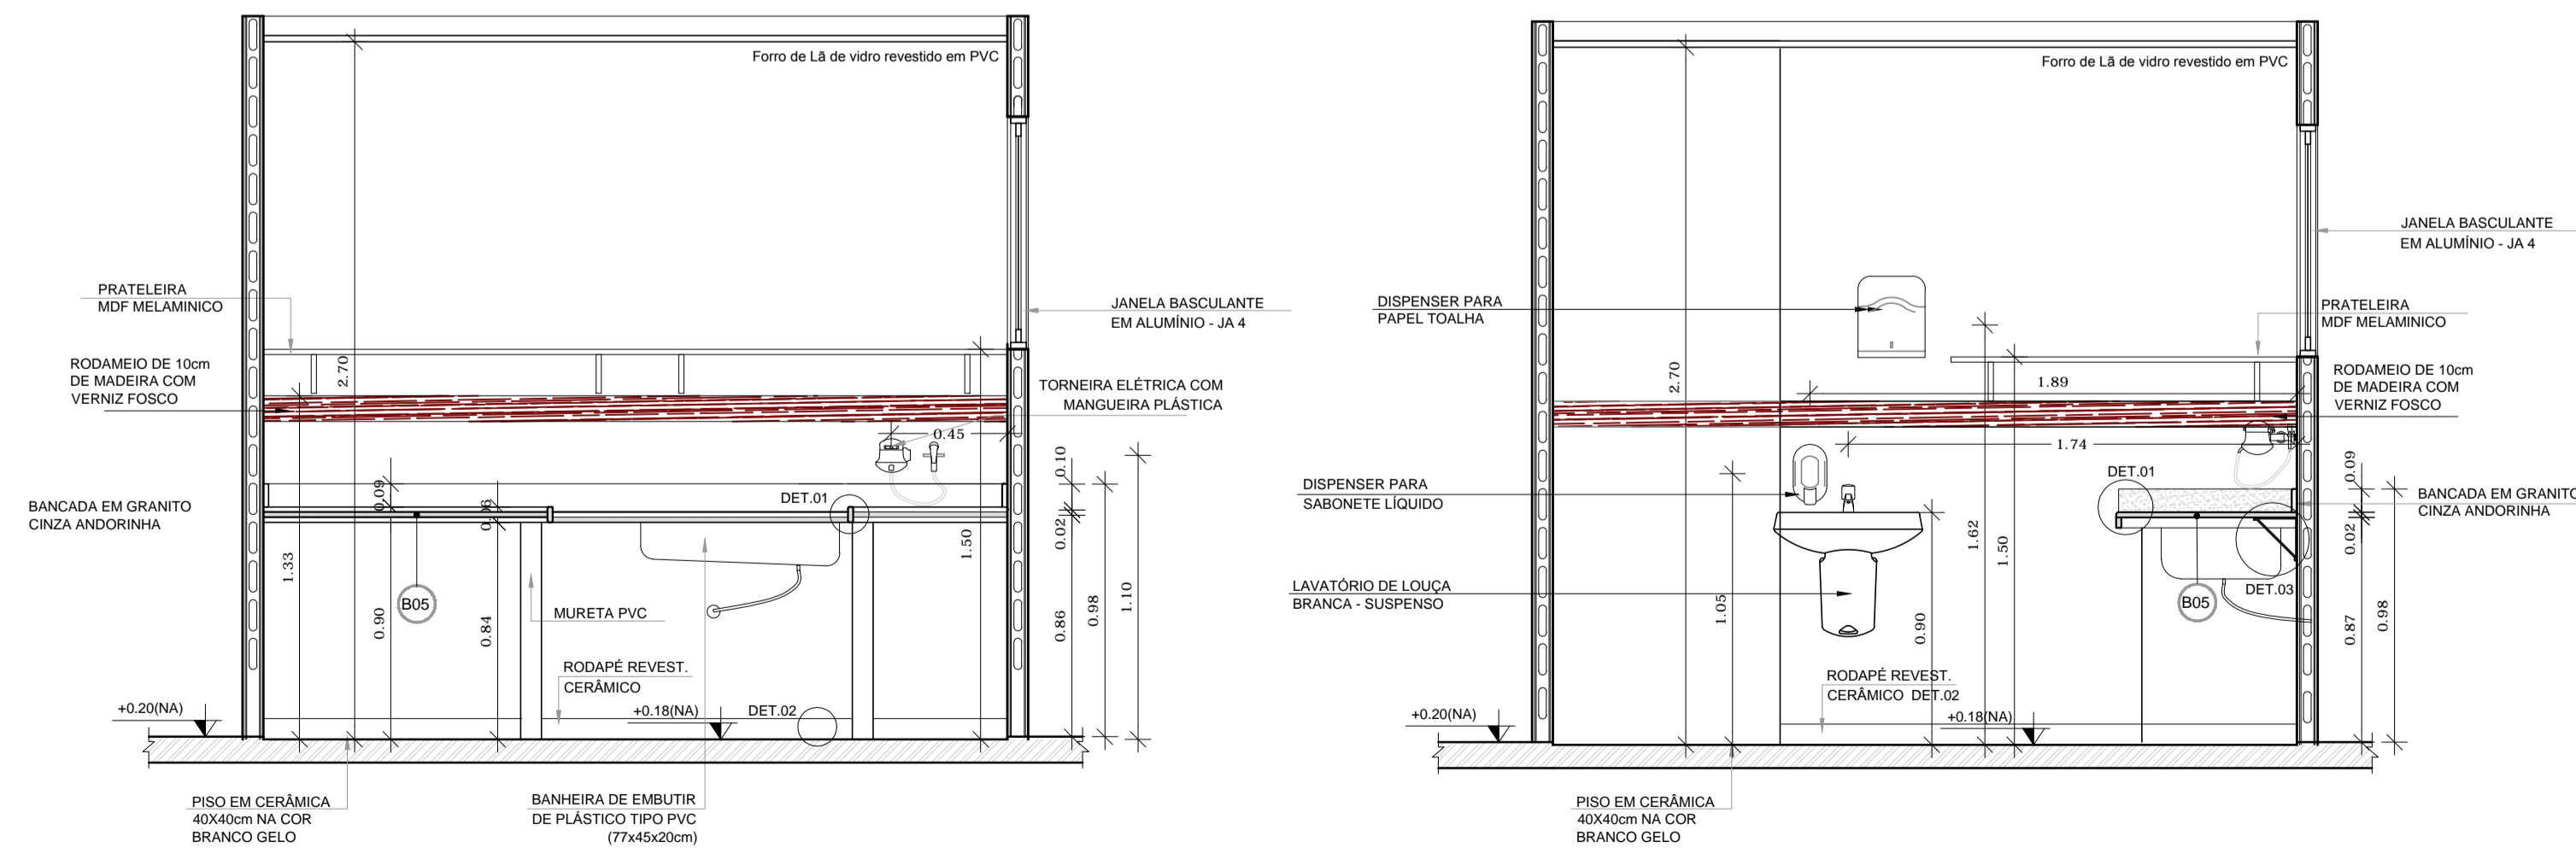 Forro de Lã de vidro revestido em PVC
PRATELEIRA
MDF MELAMINICO
RODAMEIO DE 10cm
DE MADEIRA COM
VERNIZ FOSCO
BANCADA EM GRANITO
CINZA ANDORINHA
2.70
1.33
0.09
0.90
0.06
0.84
B05
MURETA PVC
RODAPÉ REVEST.
CERÂMICO
+0.20(NA)
+0.18(NA)
DET.01
DET.02
0.45
1.50
JANELA BASCULANTE
EM ALUMÍNIO - JA 4
TORNEIRA ELÉTRICA COM
MANGUEIRA PLÁSTICA
0.10
0.02
0.86
0.98
1.10
PISO EM CERÂMICA
40X40cm NA COR
BRANCO GELO
BANHEIRA DE EMBUTIR
DE PLÁSTICO TIPO PVC
(77x45x20cm)
Forro de Lã de vidro revestido em PVC
DISPENSER PARA
PAPEL TOALHA
DISPENSER PARA
SABONETE LÍQUIDO
LAVATÓRIO DE LOUÇA
BRANCA - SUSPENSO
2.70
1.05
0.90
1.62
1.50
1.89
1.74
DET.01
B05
DET.03
RODAPÉ REVEST.
CERÂMICO DET.02
+0.20(NA)
+0.18(NA)
JANELA BASCULANTE
EM ALUMÍNIO - JA 4
PRATELEIRA
MDF MELAMINICO
RODAMEIO DE 10cm
DE MADEIRA COM
VERNIZ FOSCO
BANCADA EM GRANITO
CINZA ANDORINHA
0.09
0.02
0.87
0.98
PISO EM CERÂMICA
40X40cm NA COR
BRANCO GELO